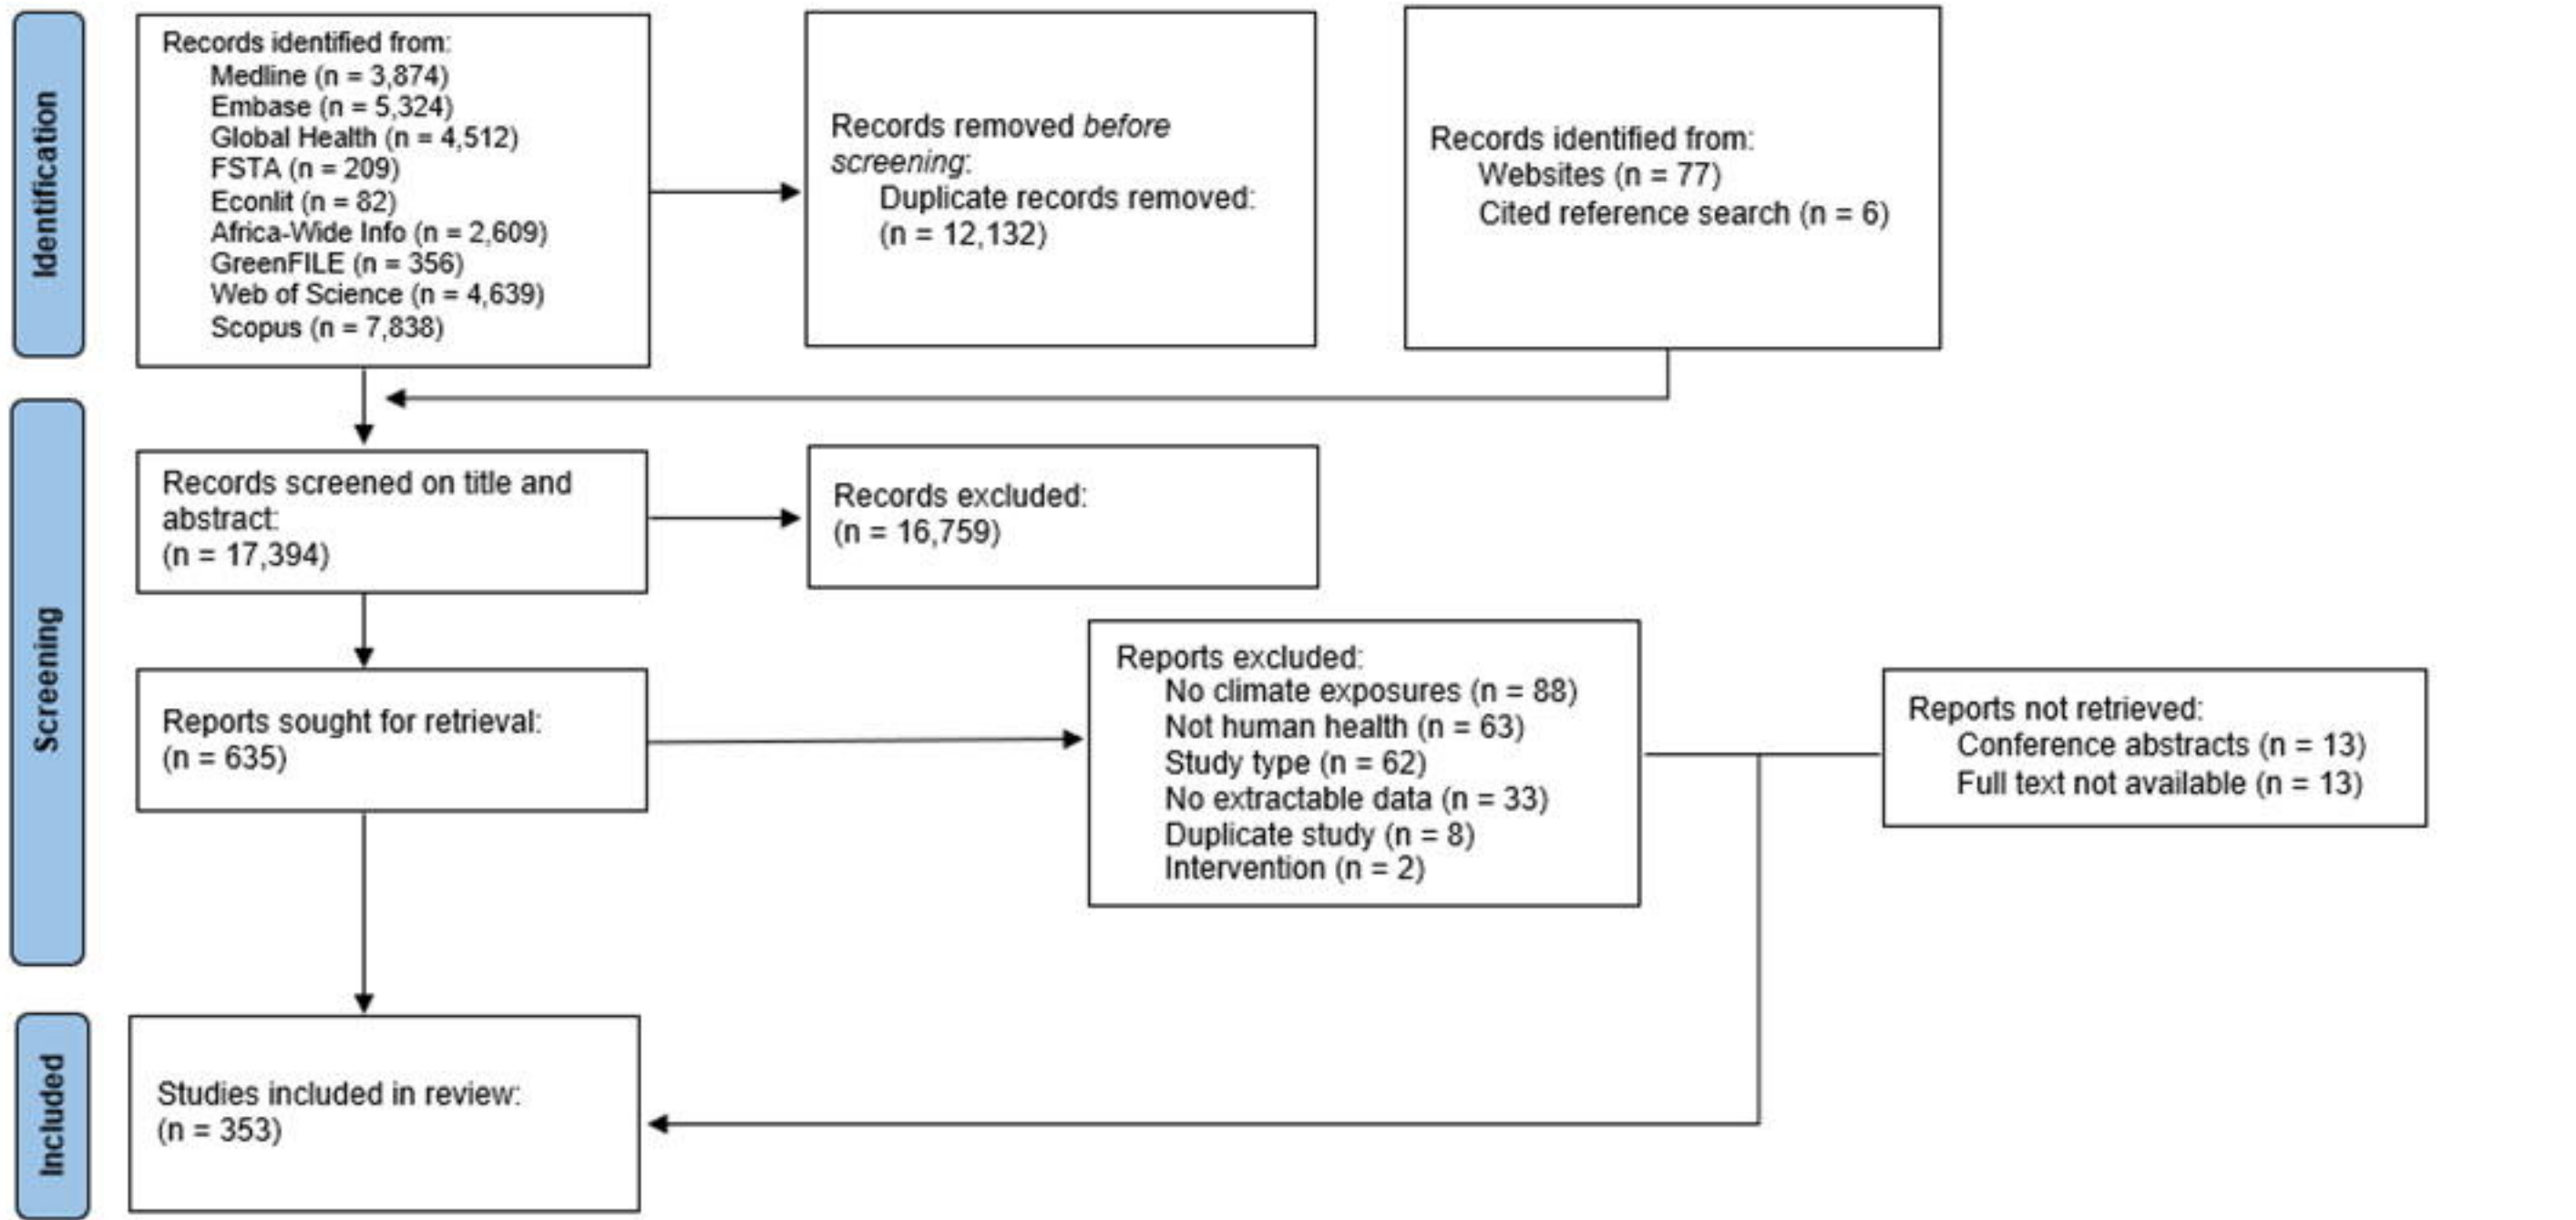 Identification
Records identified from:
Medline (n = 3,874)
Embase (n = 5,324)
Global Health (n = 4,512)
FSTA (n = 209)
Econlit (n = 82)
Africa-Wide Info (n = 2,609)
GreenFILE (n = 356)
Web of Science (n = 4,639)
Scopus (n = 7,838)
Records removed before
screening:
Duplicate records removed:
(n = 12,132)
Records identified from:
Websites (n = 77)
Cited reference search (n = 6)
Screening
Records screened on title and
abstract:
(n = 17,394)
Records excluded:
(n = 16,759)
Reports sought for retrieval:
(n = 635)
Reports excluded:
No climate exposures (n = 88)
Not human health (n = 63)
Study type (n = 62)
No extractable data (n = 33)
Duplicate study (n = 8)
Intervention (n = 2)
Reports not retrieved:
Conference abstracts (n = 13)
Full text not available (n = 13)
Included
Studies included in review:
(n = 353)